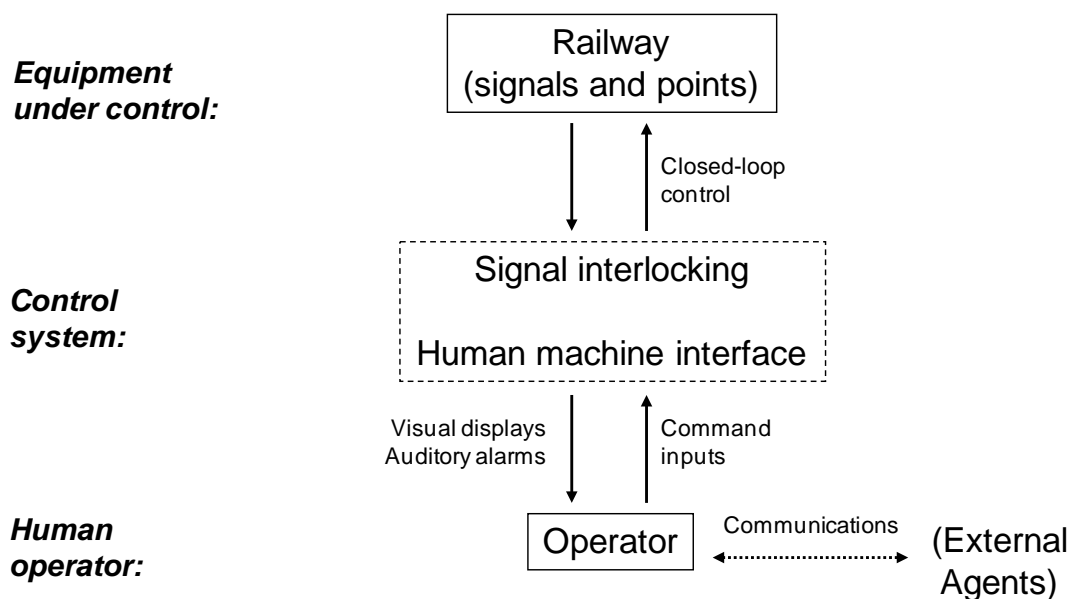 Equipment
under control:
Railway
(signals and points)
Closed-loop
control
Control
system:
Signal interlocking
Human machine interface
Visual displays
Auditory alarms
Command
inputs
Human
operator:
Operator
Communications
(External
Agents)